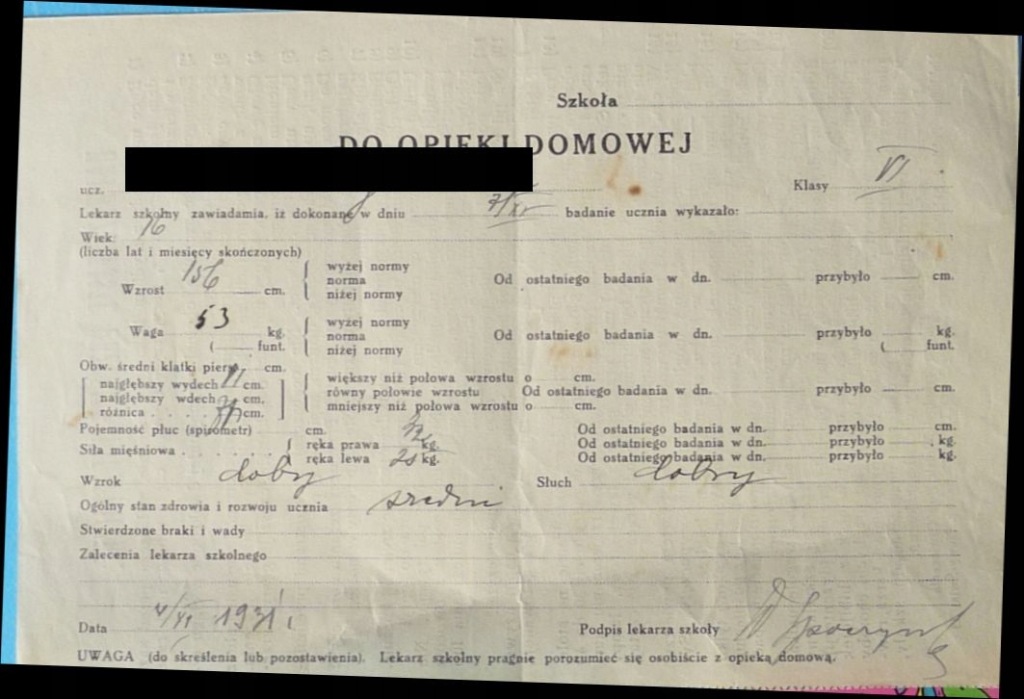 Szkoła
DO OPIEKI DOMOWEJ
ucz. Klasy VI
Lekarz szkolny zawiadamia, iż dokonane w dniu badanie ucznia wykazało:
Wiek 16
(liczba lat i miesięcy skończonych)
wyżej normy
Wzrost 156 cm. norma Od ostatniego badania w dn. przybyło cm.
niżej normy
wyżej normy
Waga 53 kg. norma Od ostatniego badania w dn. przybyło kg.
( funt. niżej normy ( funt.
Obw. średni klatki piers. cm.
najgłębszy wydech cm. większy niż połowa wzrostu o cm.
najgłębszy wdech cm. równy połowie wzrostu Od ostatniego badania w dn. przybyło cm.
różnica . . . . cm. mniejszy niż połowa wzrostu o cm.
Pojemność płuc (spirometr) cm. Od ostatniego badania w dn. przybyło cm.
Siła mięśniowa . . . . . ręka prawa kg. Od ostatniego badania w dn. przybyło kg.
ręka lewa kg. Od ostatniego badania w dn. przybyło kg.
Wzrok dobry Słuch dobry
Ogólny stan zdrowia i rozwoju ucznia średni
Stwierdzone braki i wady
Zalecenia lekarza szkolnego
Data 1931 Podpis lekarza szkoły
UWAGA (do skreślenia lub pozostawienia). Lekarz szkolny pragnie porozumieć się osobiście z opieką domową.